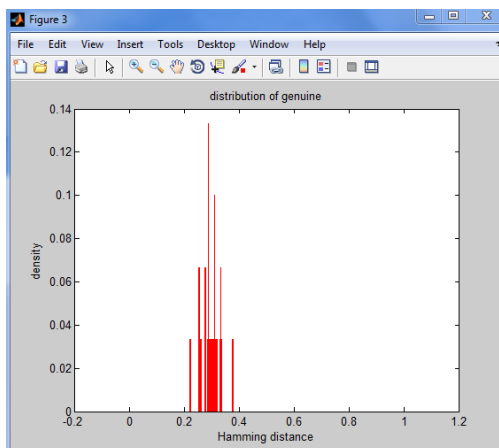 Figure 3
File Edit View Insert Tools Desktop Window Help
distribution of genuine
0.14
0.12
0.1
0.08
0.06
0.04
0.02
0
density
-0.2 0 0.2 0.4 0.6 0.8 1 1.2
Hamming distance